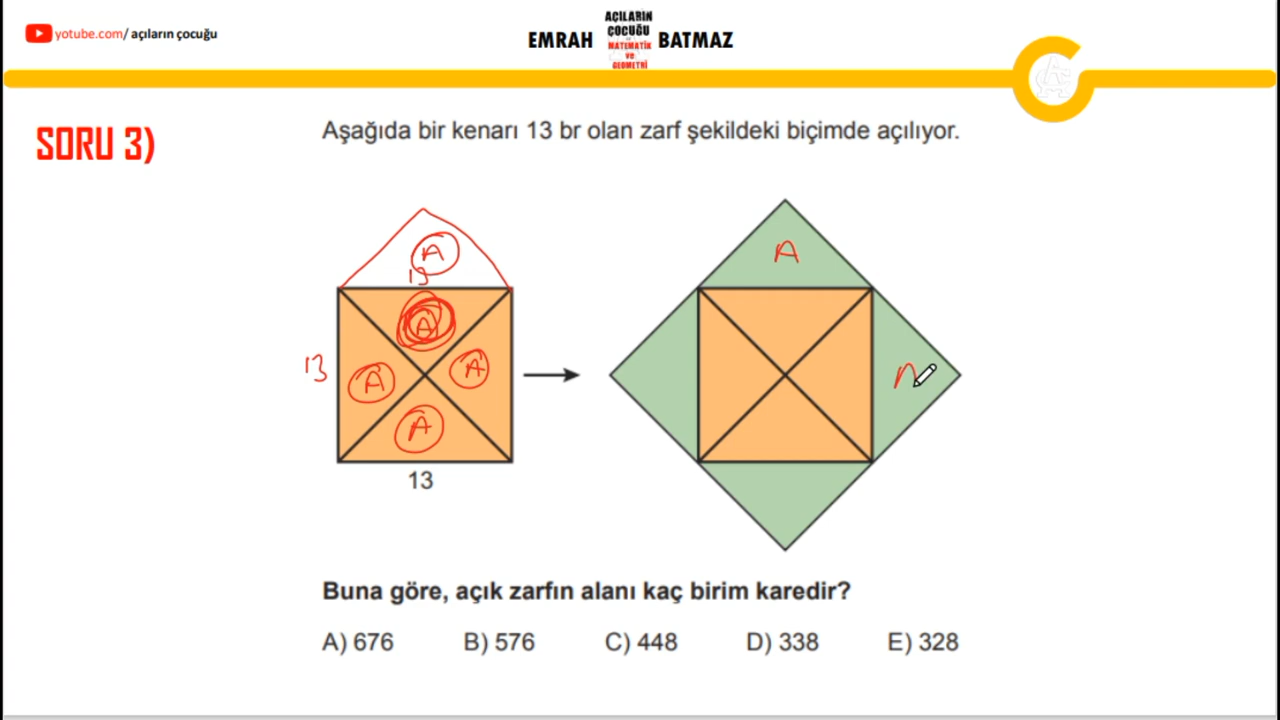 yotube.com/ açıların çocuğu
EMRAH
AÇILARIN
ÇOCUĞU
MATEMATİK
ve
GEOMETRİ
BATMAZ
SORU 3)
Aşağıda bir kenarı 13 br olan zarf şekildeki biçimde açılıyor.
A
A
13
A
13
A
A
A
13
Buna göre, açık zarfın alanı kaç birim karedir?
A) 676 B) 576 C) 448 D) 338 E) 328